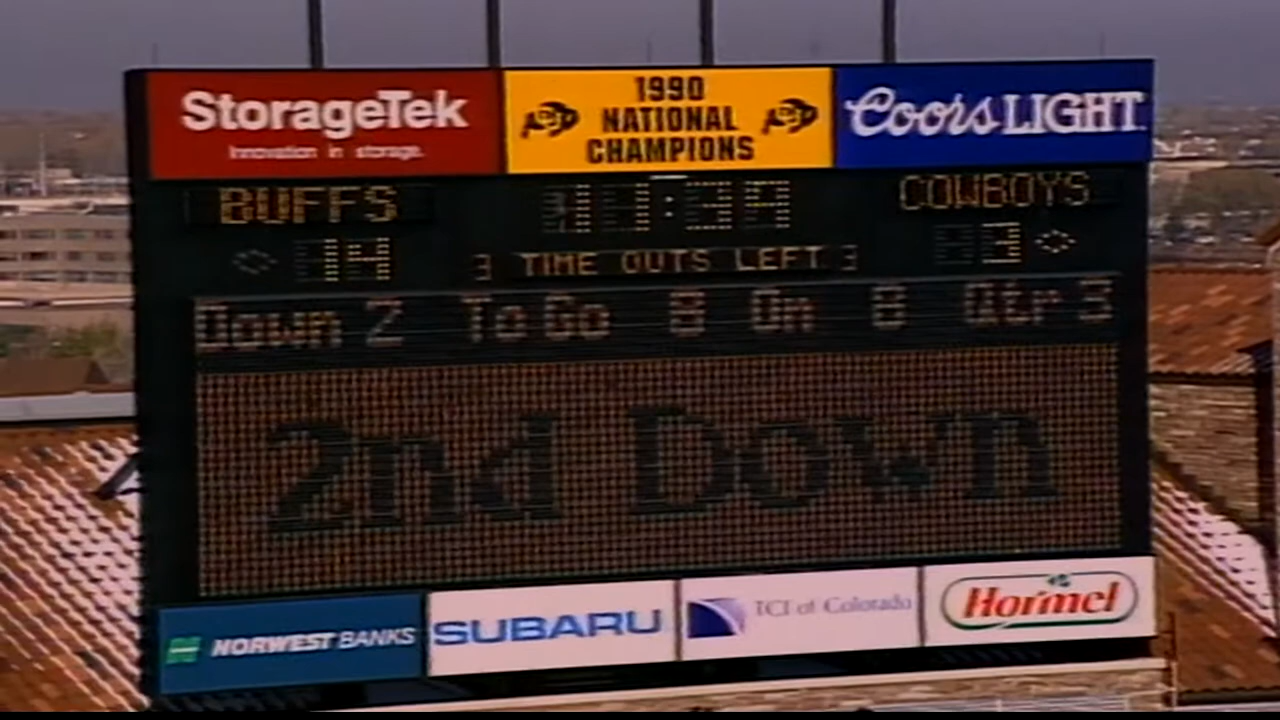 StorageTek
Innovation in storage.
1990
NATIONAL
CHAMPIONS
Coors LIGHT
BUFFS
COWBOYS
14
3 TIME OUTS LEFT 3
3
Down 2 To Go 8 On 8 Qtr 3
2nd Down
NORWEST BANKS
SUBARU
TCI of Colorado
Hormel